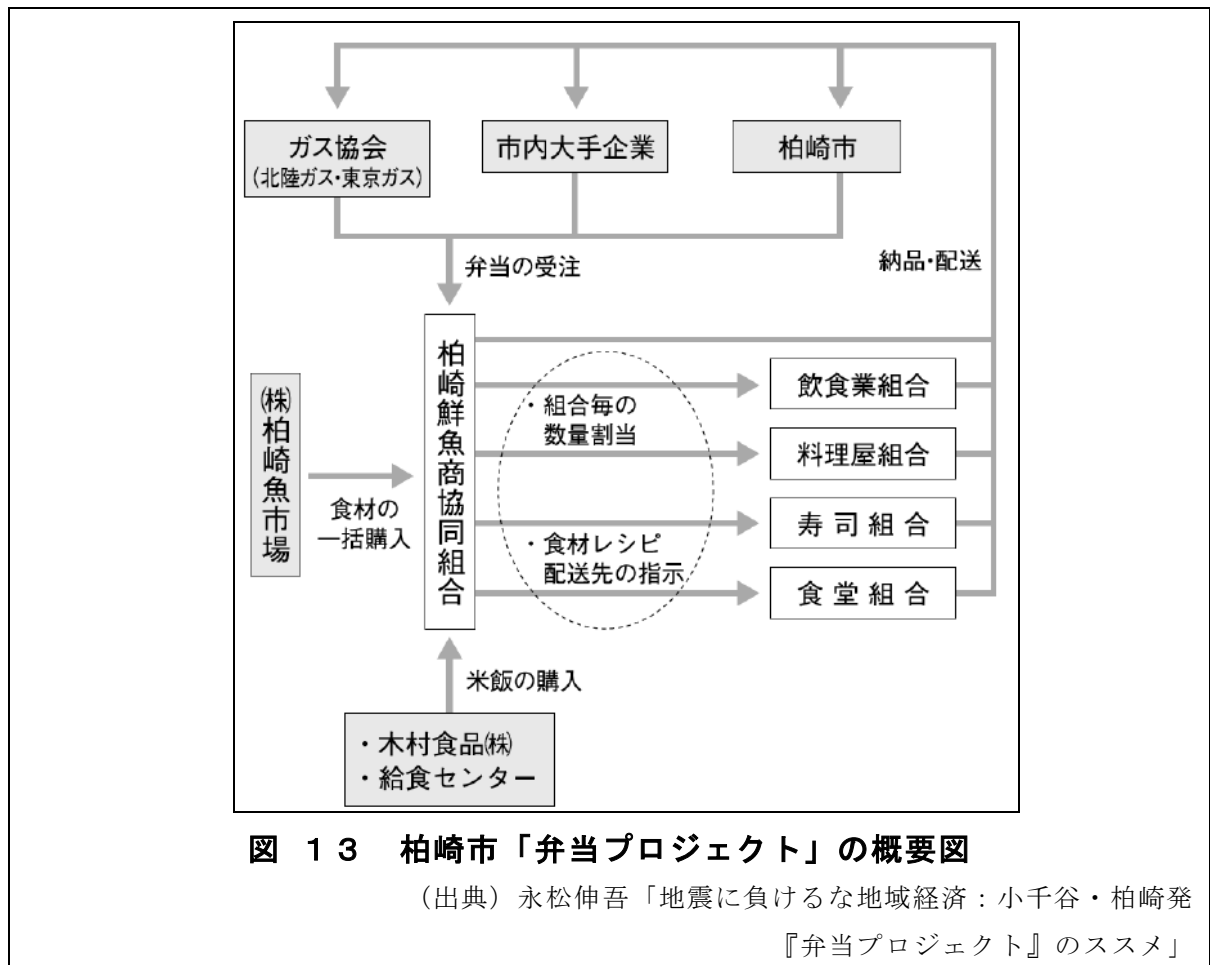 ガス協会
(北陸ガス・東京ガス)
市内大手企業
柏崎市
弁当の受注
納品・配送
㈱柏崎魚市場
食材の
一括購入
柏崎鮮魚商協同組合
・組合毎の
数量割当
・食材レシピ
配送先の指示
飲食業組合
料理屋組合
寿司組合
食堂組合
米飯の購入
・木村食品㈱
・給食センター
図 13 柏崎市「弁当プロジェクト」の概要図
(出典)永松伸吾「地震に負けるな地域経済:小千谷・柏崎発
『弁当プロジェクト』のススメ」